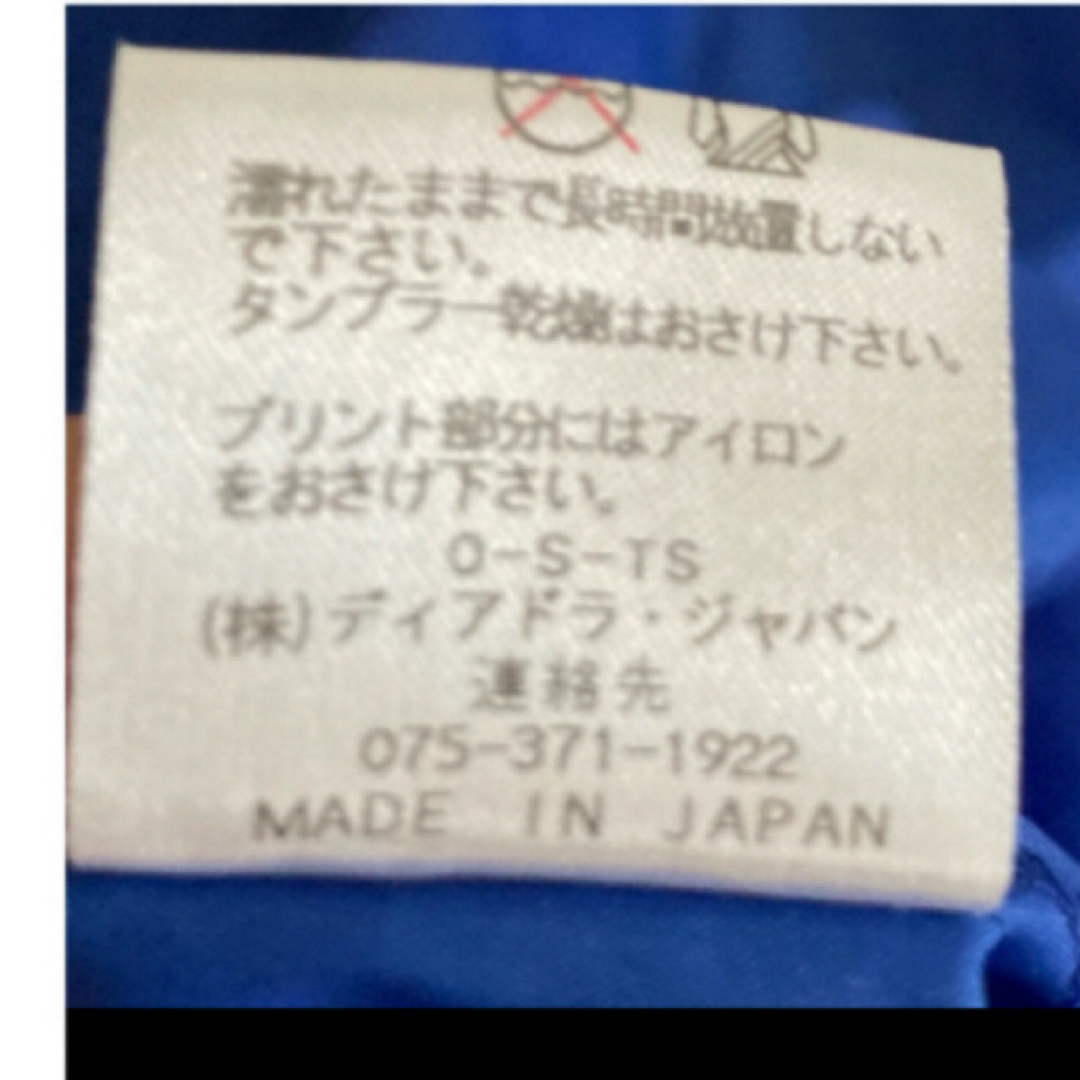 濡れたままで長時間放置しない
で下さい。
タンブラー乾燥はおさけ下さい。
プリント部分にはアイロン
をおさけ下さい。
O-S-TS
(株)ディアドラ・ジャパン
連絡先
075-371-1922
MADE IN JAPAN